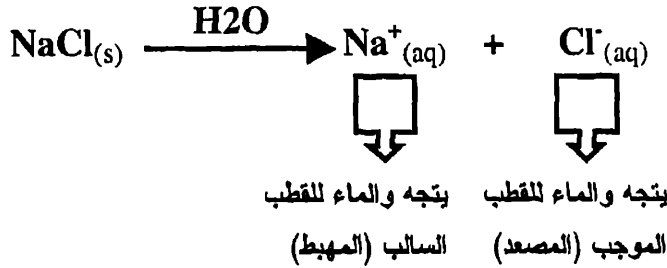 H2O
NaCl(s) → Na⁺(aq) + Cl⁻(aq)
يتجه والماء للقطب السالب (المهبط)
يتجه والماء للقطب الموجب (المصعد)